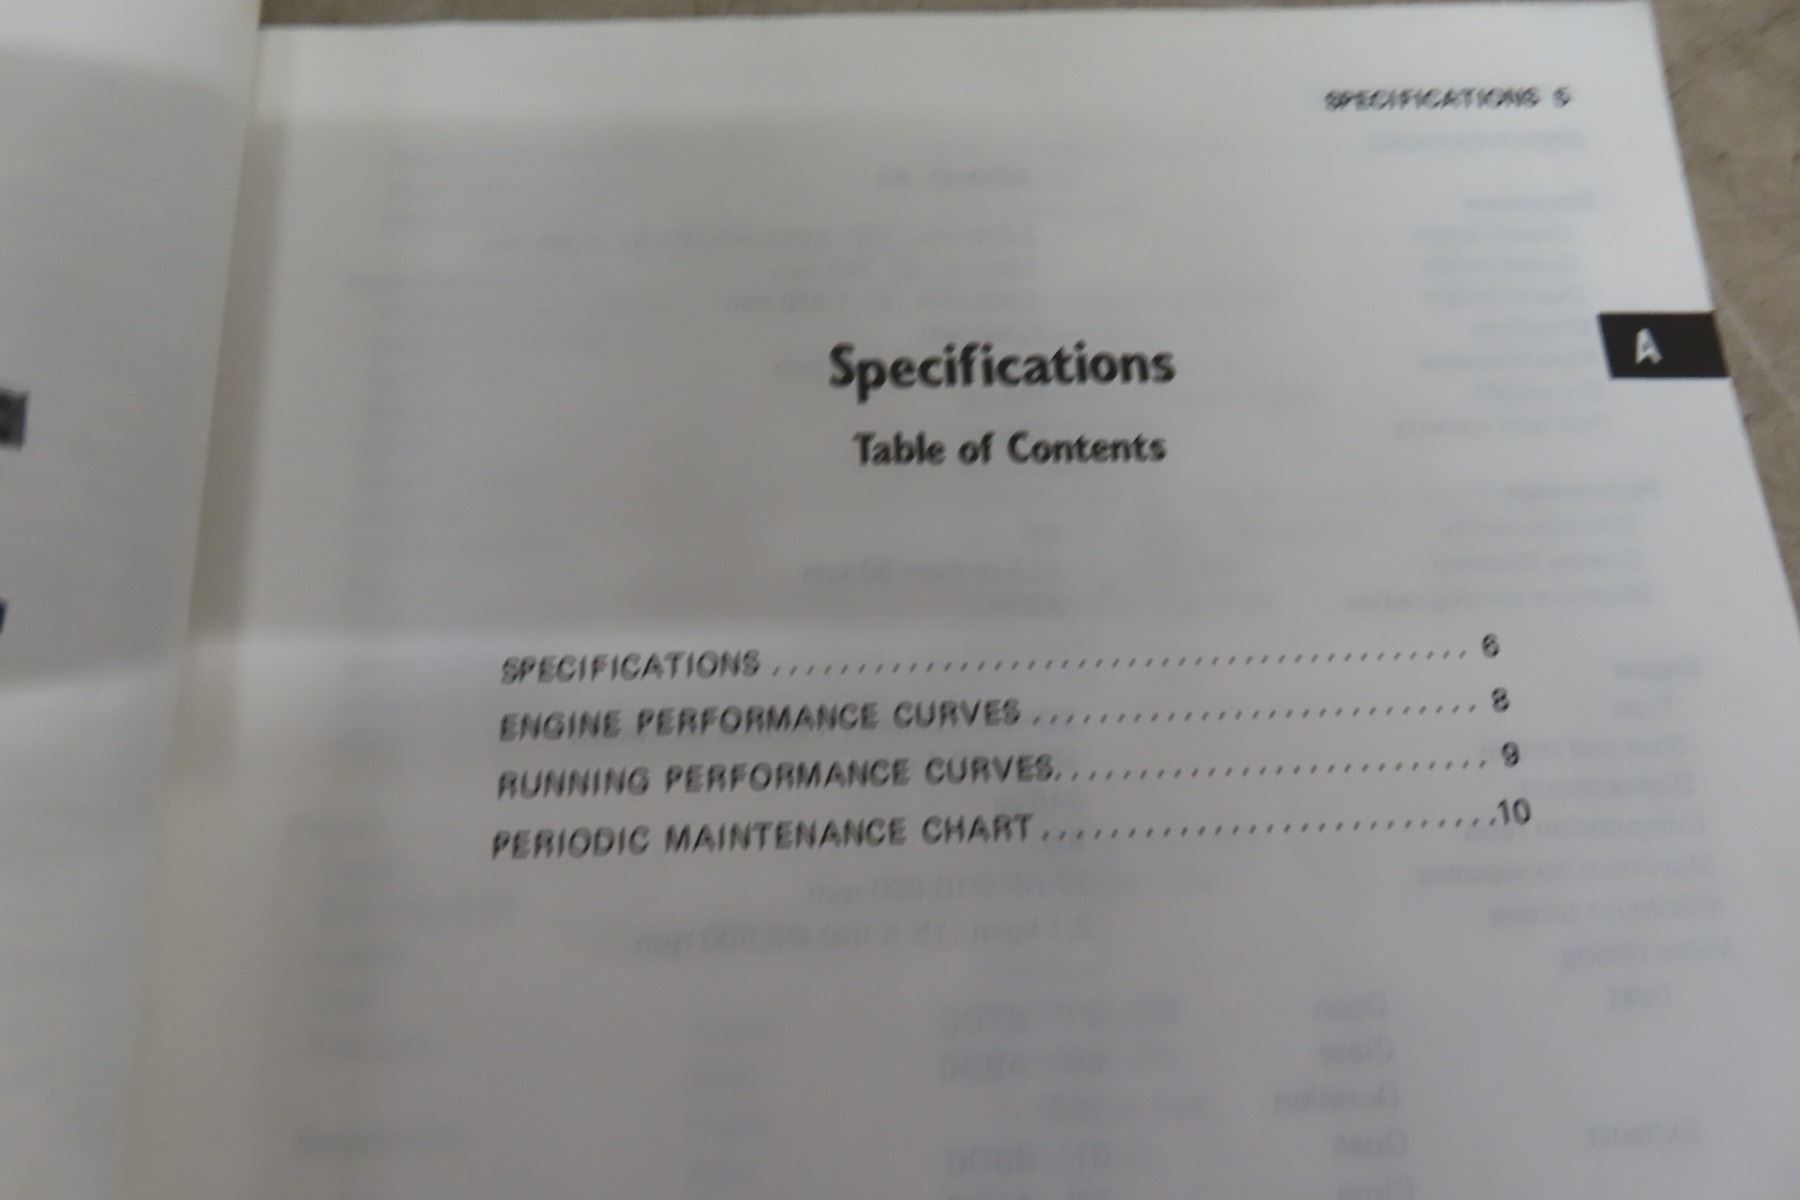 SPECIFICATIONS 5
A
Specifications
Table of Contents
SPECIFICATIONS ................................................ 6
ENGINE PERFORMANCE CURVES ........................... 8
RUNNING PERFORMANCE CURVES.......................... 9
PERIODIC MAINTENANCE CHART ...........................10